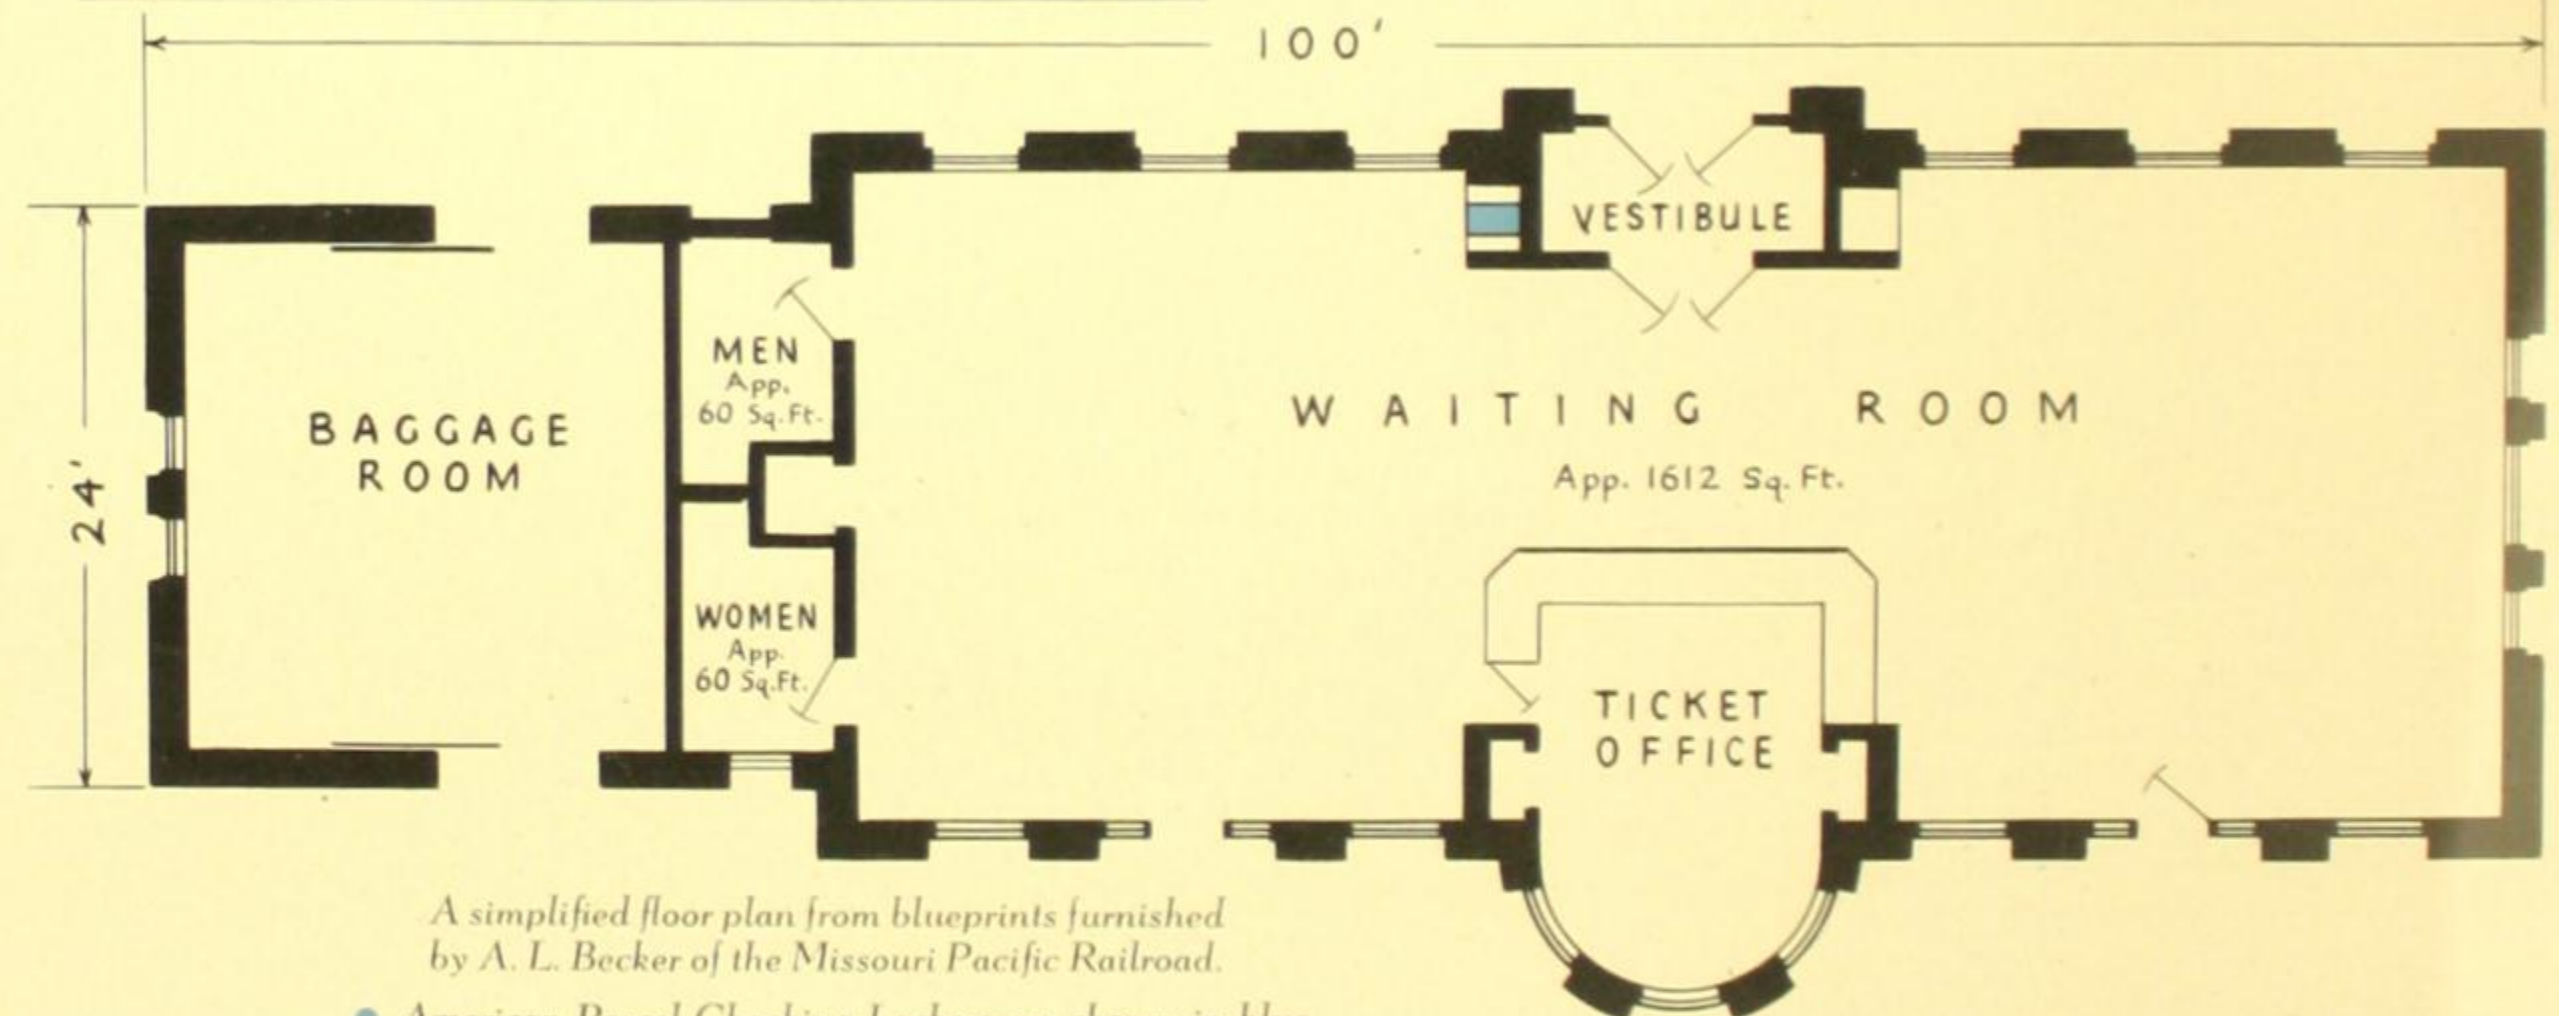 100'
VESTIBULE
MEN
App.
60 Sq.Ft.
BAGGAGE
ROOM
WAITING ROOM
App. 1612 Sq. Ft.
24'
WOMEN
App.
60 Sq.Ft.
TICKET
OFFICE
A simplified floor plan from blueprints furnished
by A. L. Becker of the Missouri Pacific Railroad.
American